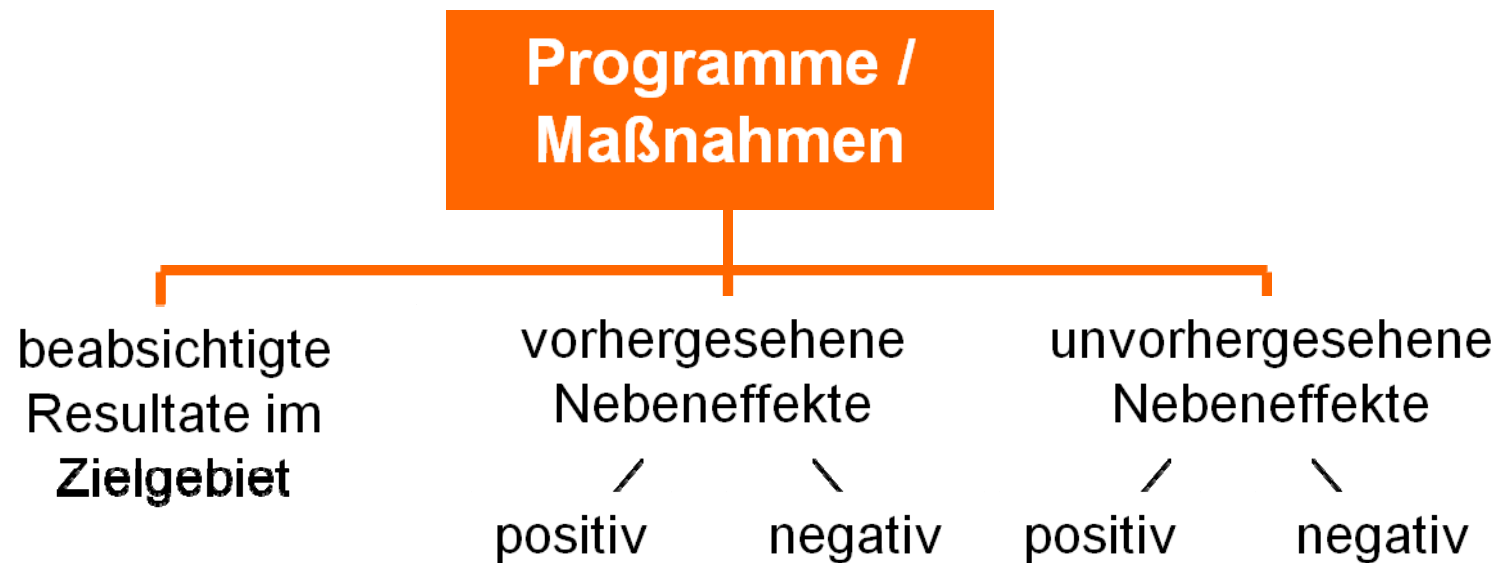 Programme /
Maßnahmen
beabsichtigte
Resultate im
Zielgebiet
vorhergesehene
Nebeneffekte
positiv negativ
unvorhergesehene
Nebeneffekte
positiv negativ